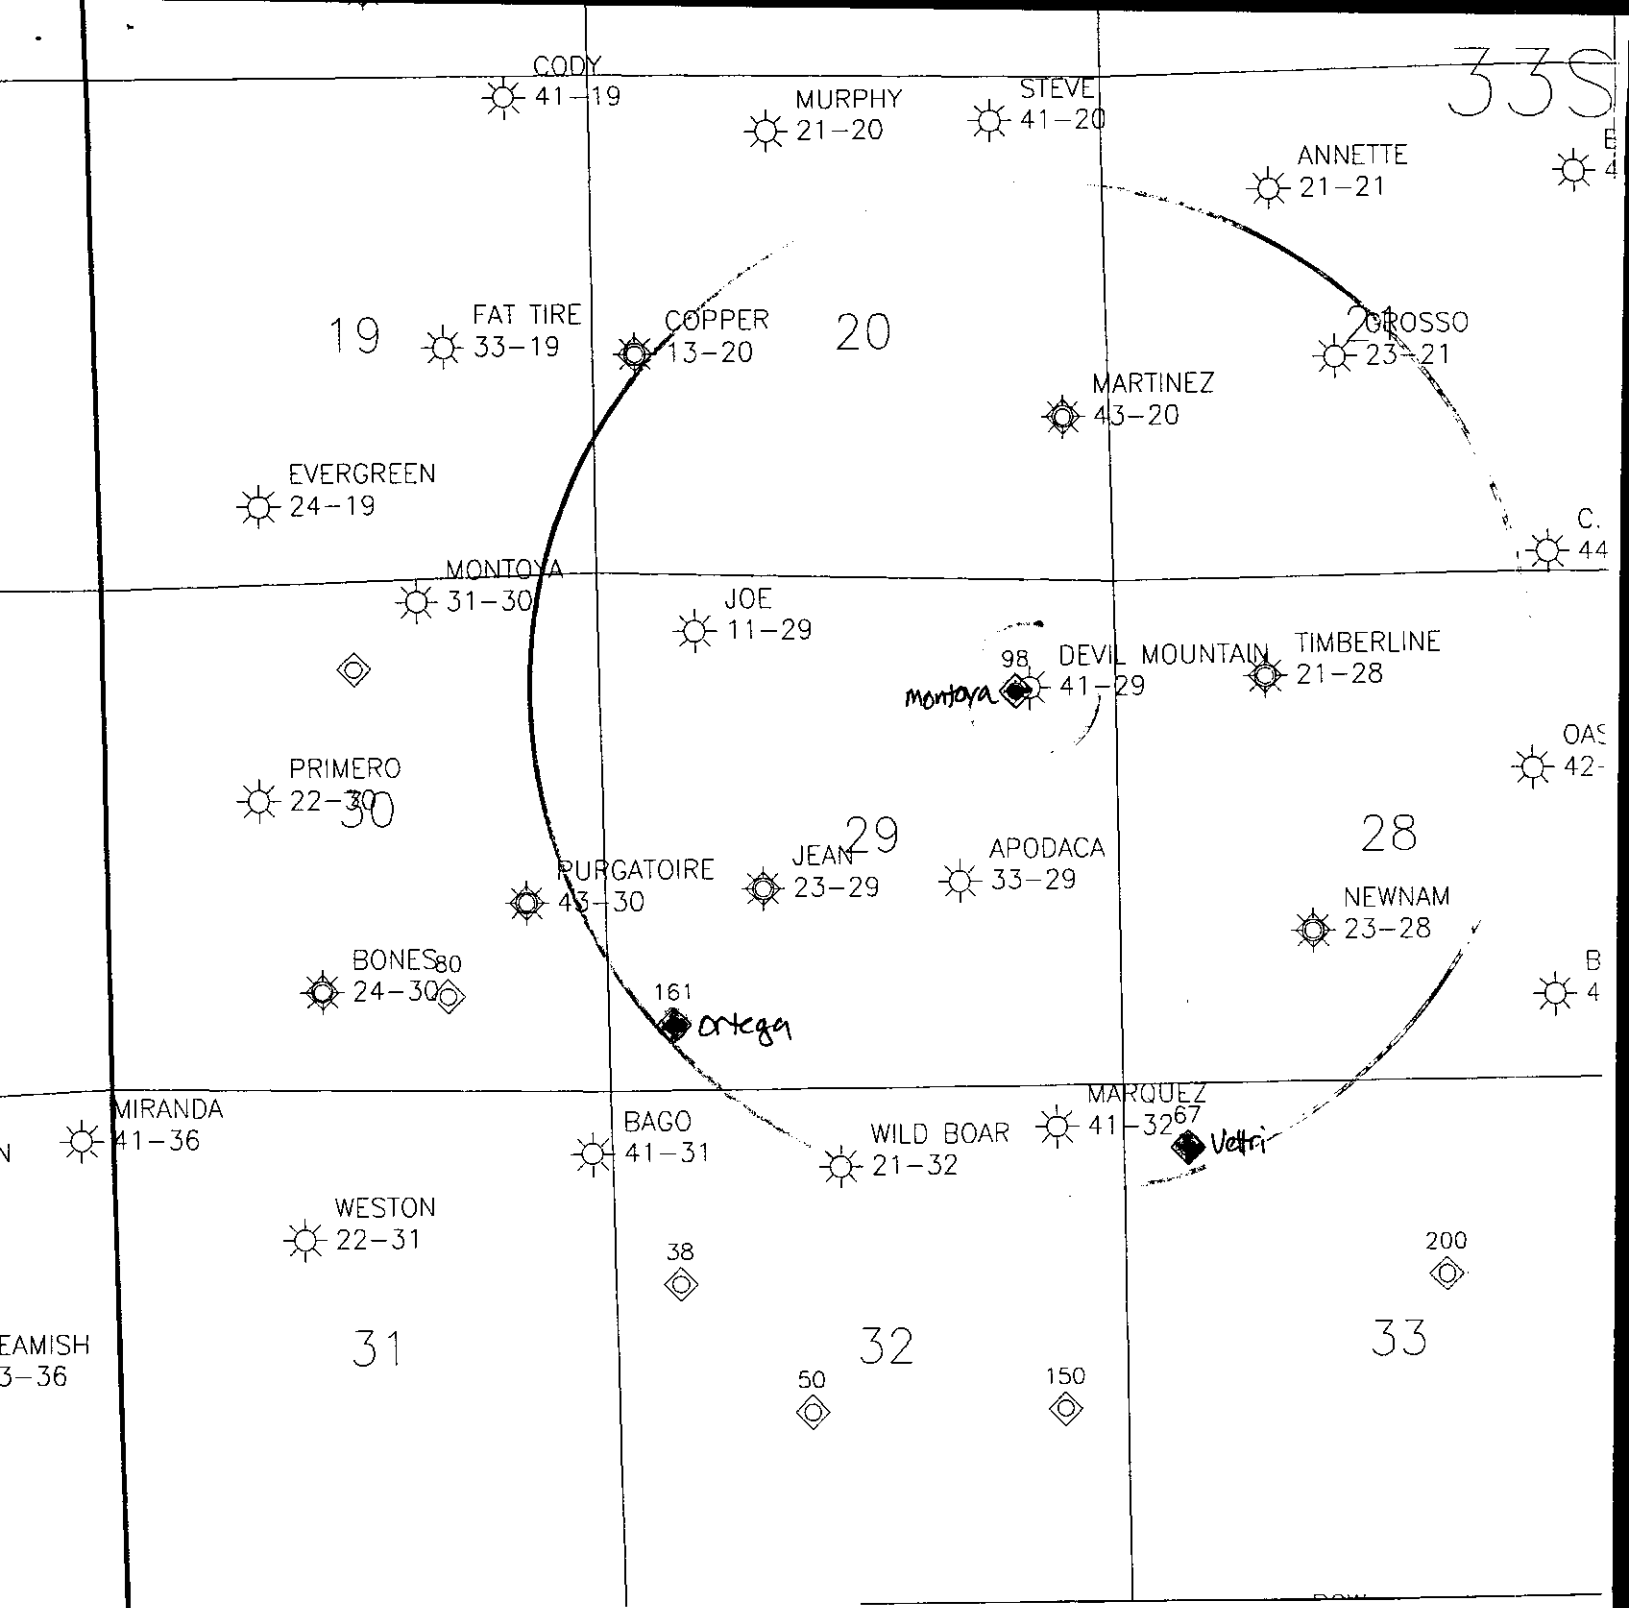 33S
CODY
41-19
MURPHY
21-20
STEVE
41-20
ANNETTE
21-21
E
4
19
FAT TIRE
33-19
COPPER
13-20
20
21
GROSSO
23-21
MARTINEZ
43-20
EVERGREEN
24-19
C.
44
MONTOYA
31-30
JOE
11-29
98
DEVIL MOUNTAIN
41-29
TIMBERLINE
21-28
Montoya
OAS
42-
PRIMERO
22-30
30
29
28
PURGATOIRE
43-30
JEAN
23-29
APODACA
33-29
NEWNAM
23-28
BONES
24-30
80
B
4
161
Ortega
MIRANDA
41-36
N
BAGO
41-31
WILD BOAR
21-32
MARQUEZ
41-32
67
Vettri
WESTON
22-31
38
200
EAMISH
3-36
31
32
33
50
150